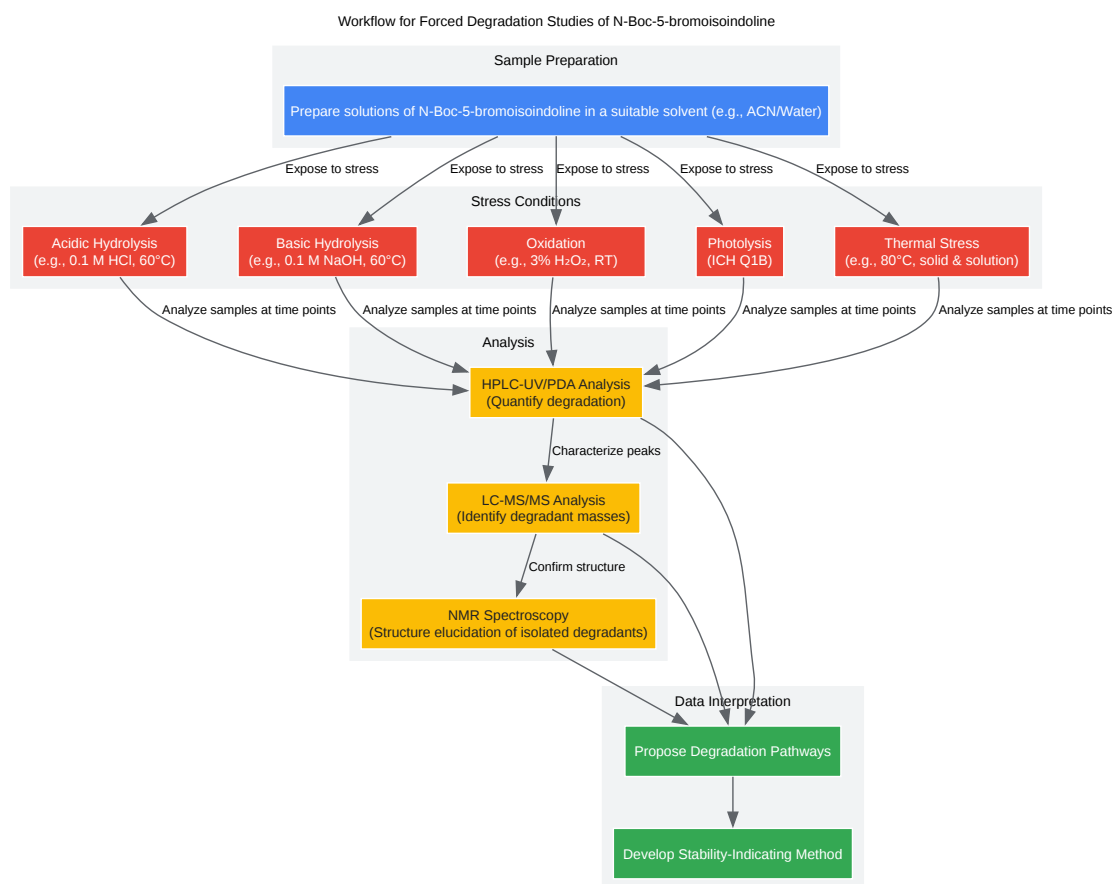 Workflow for Forced Degradation Studies of N-Boc-5-bromoisoindoline
Sample Preparation
Prepare solutions of N-Boc-5-bromoisoindoline in a suitable solvent (e.g., ACN/Water)
Expose to stress
Expose to stress
Expose to stress
Expose to stress
Expose to stress
Stress Conditions
Acidic Hydrolysis
(e.g., 0.1 M HCl, 60°C)
Basic Hydrolysis
(e.g., 0.1 M NaOH, 60°C)
Oxidation
(e.g., 3% H₂O₂, RT)
Photolysis
(ICH Q1B)
Thermal Stress
(e.g., 80°C, solid & solution)
Analyze samples at time points
Analyze samples at time points
Analyze samples at time points
Analyze samples at time points
Analyze samples at time points
Analysis
HPLC-UV/PDA Analysis
(Quantify degradation)
Characterize peaks
LC-MS/MS Analysis
(Identify degradant masses)
Confirm structure
NMR Spectroscopy
(Structure elucidation of isolated degradants)
Data Interpretation
Propose Degradation Pathways
Develop Stability-Indicating Method